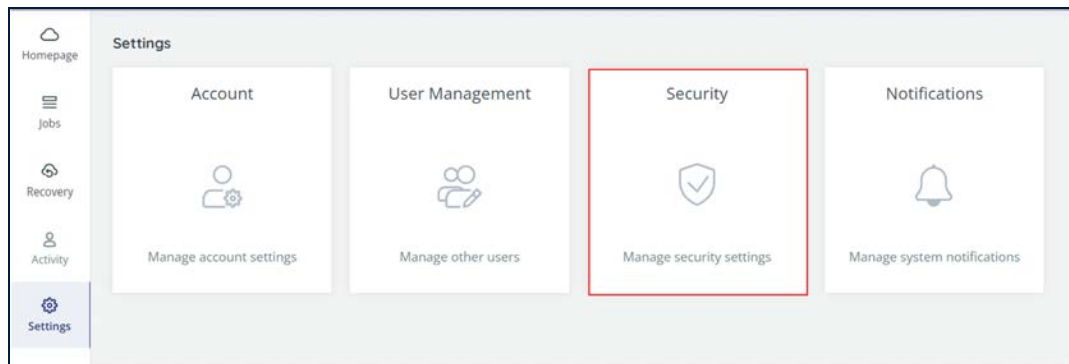 Homepage
Jobs
Recovery
Activity
Settings
Settings
Account
User Management
Security
Notifications
Manage account settings
Manage other users
Manage security settings
Manage system notifications